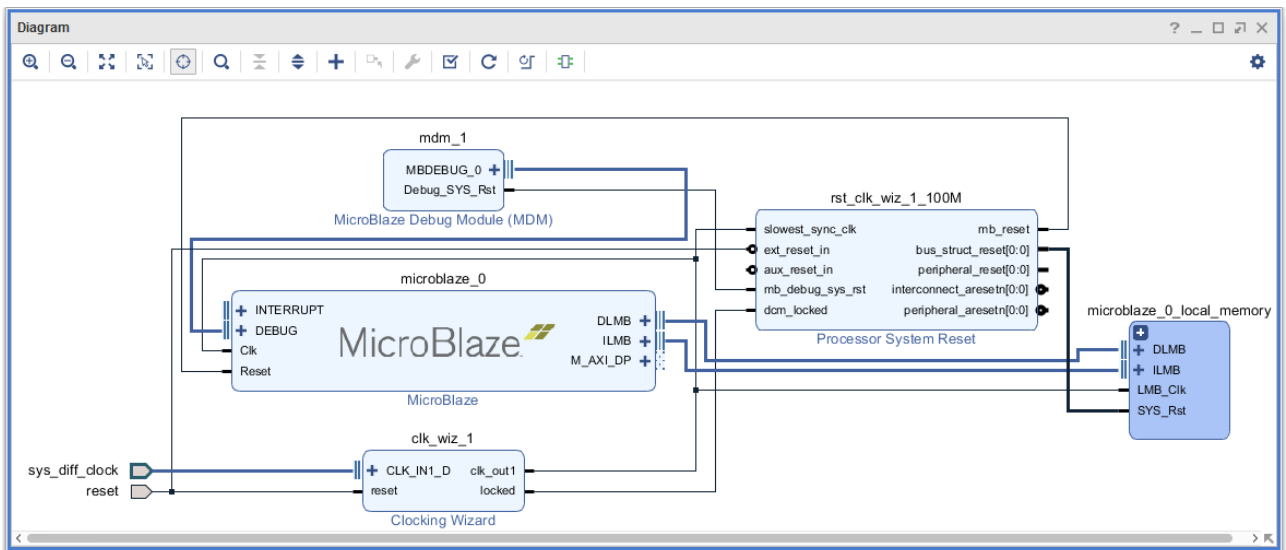 Diagram
mdm_1
MBDEBUG_0
Debug_SYS_Rst
MicroBlaze Debug Module (MDM)
rst_clk_wiz_1_100M
slowest_sync_clk
ext_reset_in
aux_reset_in
mb_debug_sys_rst
dcm_locked
mb_reset
bus_struct_reset[0:0]
peripheral_reset[0:0]
interconnect_aresetn[0:0]
peripheral_aresetn[0:0]
Processor System Reset
microblaze_0
INTERRUPT
DEBUG
Clk
Reset
MicroBlaze
DLMB
ILMB
M_AXI_DP
MicroBlaze
microblaze_0_local_memory
DLMB
ILMB
LMB_Clk
SYS_Rst
clk_wiz_1
CLK_IN1_D
reset
clk_out1
locked
Clocking Wizard
sys_diff_clock
reset